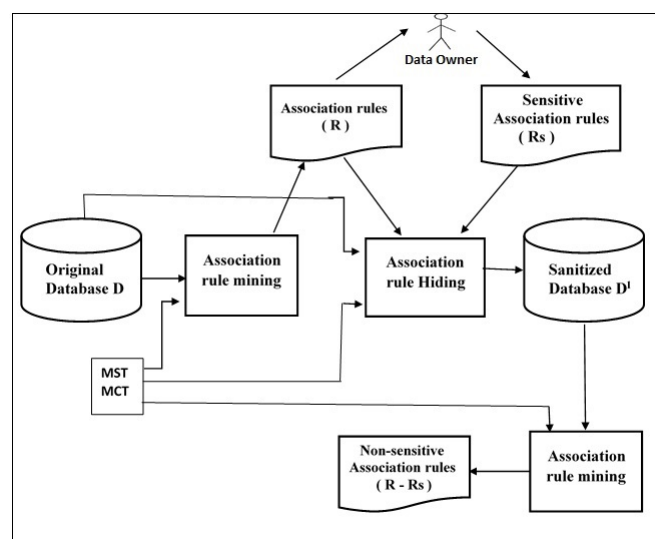 Data Owner
Association rules
( R )
Sensitive
Association rules
( Rs )
Original
Database D
Association
rule mining
Association
rule Hiding
Sanitized
Database Dᴵ
MST
MCT
Non-sensitive
Association rules
( R - Rs )
Association
rule mining